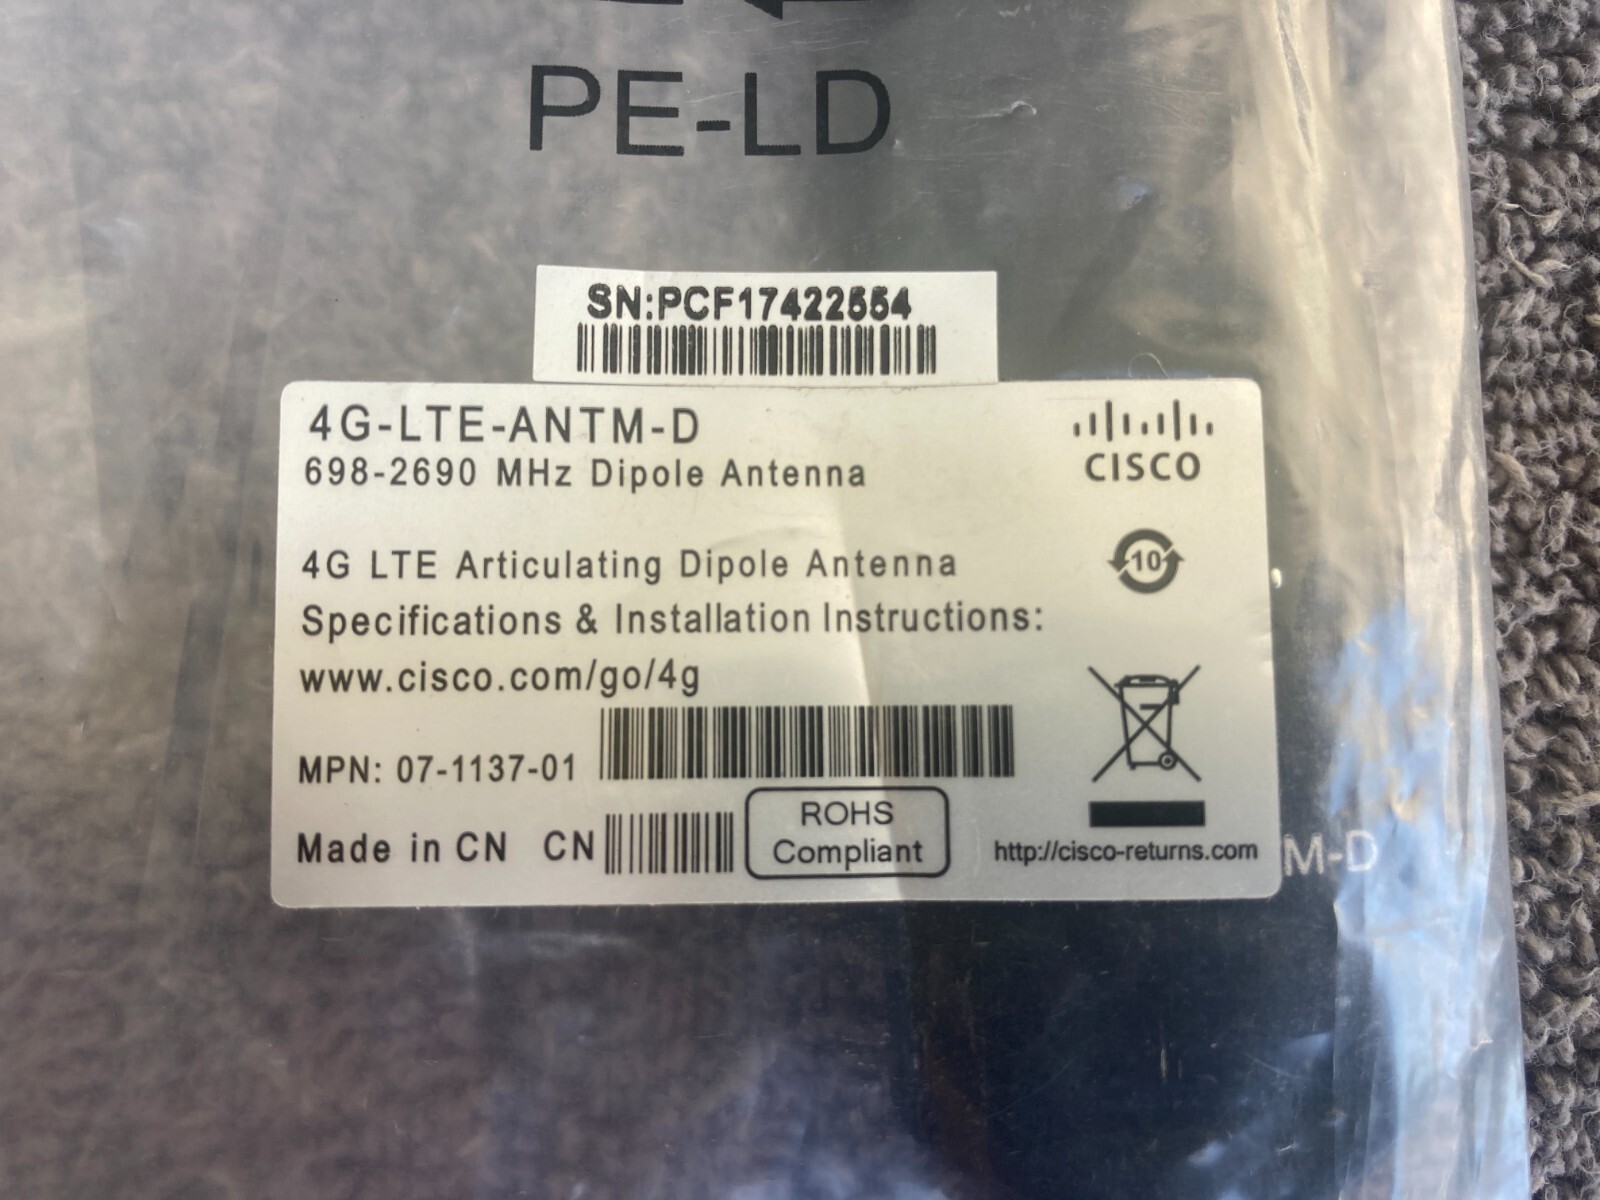 PE-LD
SN:PCF17422554
4G-LTE-ANTM-D
698-2690 MHz Dipole Antenna
CISCO
4G LTE Articulating Dipole Antenna
10
Specifications & Installation Instructions:
www.cisco.com/go/4g
MPN: 07-1137-01
Made in CN CN
ROHS
Compliant
http://cisco-returns.com
M-D